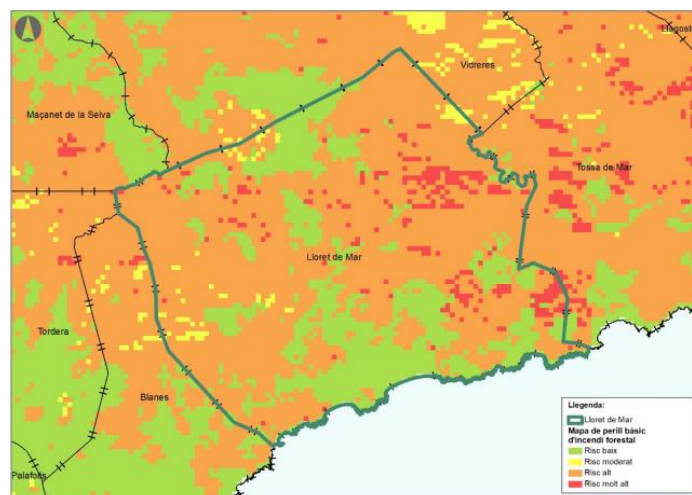 Llagostera
Vidreres
Maçanet de la Selva
Tossa de Mar
Lloret de Mar
Tordera
Blanes
Palafolls
Llegenda:
Lloret de Mar
Mapa de perill bàsic
d'incendi forestal
Risc baix
Risc moderat
Risc alt
Risc molt alt